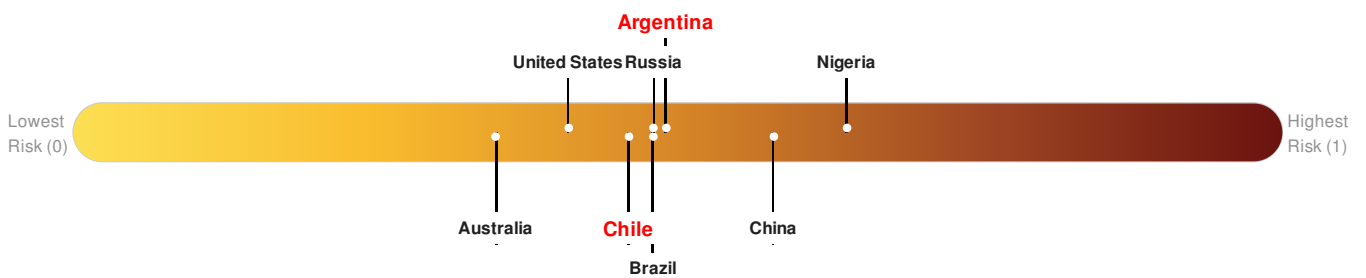 Argentina
United States Russia Nigeria
Lowest
Risk (0)
Highest
Risk (1)
Australia Chile China
Brazil